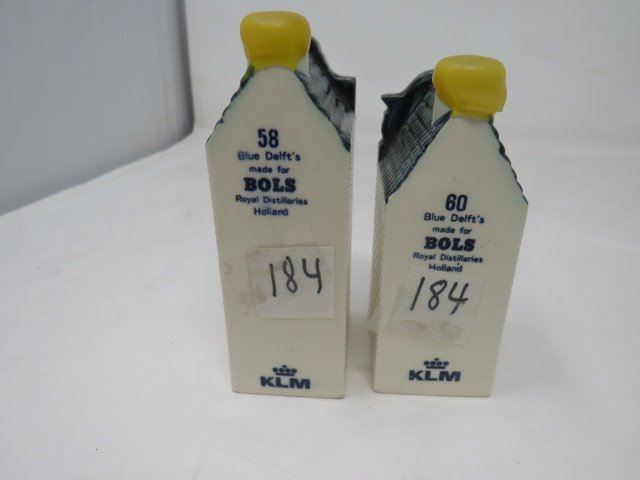 58
Blue Delft's
made for
BOLS
Royal Distilleries
Holland
184
KLM
60
Blue Delft's
made for
BOLS
Royal Distilleries
Holland
184
KLM